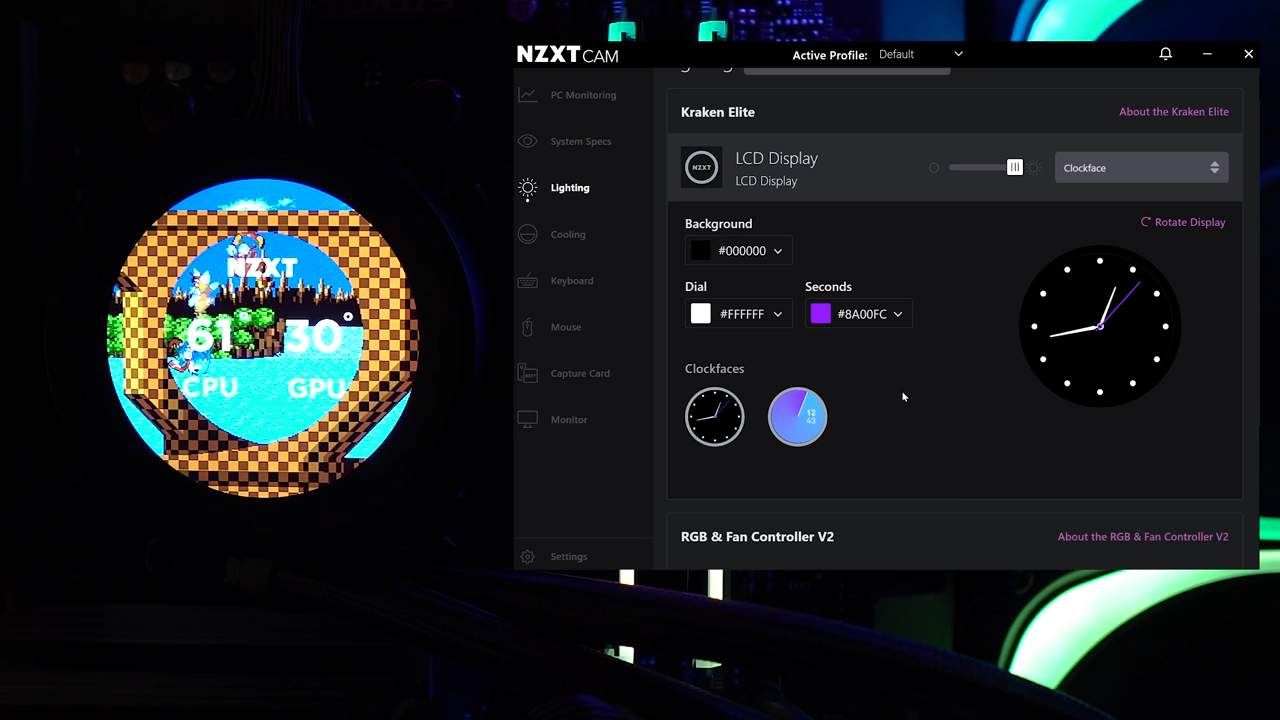 NZXT CAM
Active Profile: Default
PC Monitoring
System Specs
Lighting
Cooling
Keyboard
Mouse
Capture Card
Monitor
Settings
Kraken Elite
About the Kraken Elite
NZXT
LCD Display
LCD Display
Clockface
Background
Rotate Display
#000000
Dial
Seconds
#FFFFFF
#8A00FC
Clockfaces
12
43
RGB & Fan Controller V2
About the RGB & Fan Controller V2
NZXT
61 30°
CPU GPU